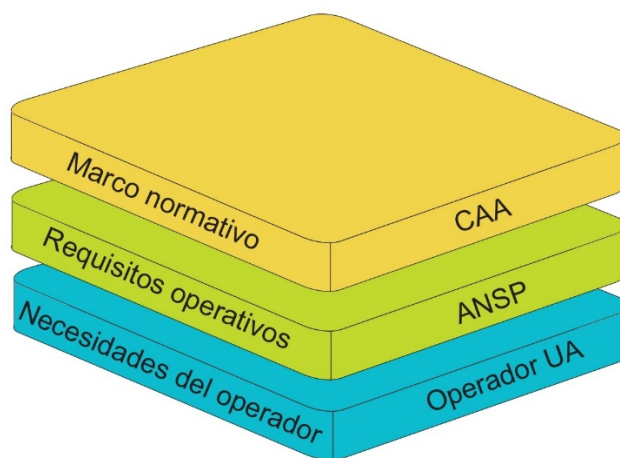 Marco normativo
CAA
Requisitos operativos
ANSP
Necesidades del operador
Operador UA